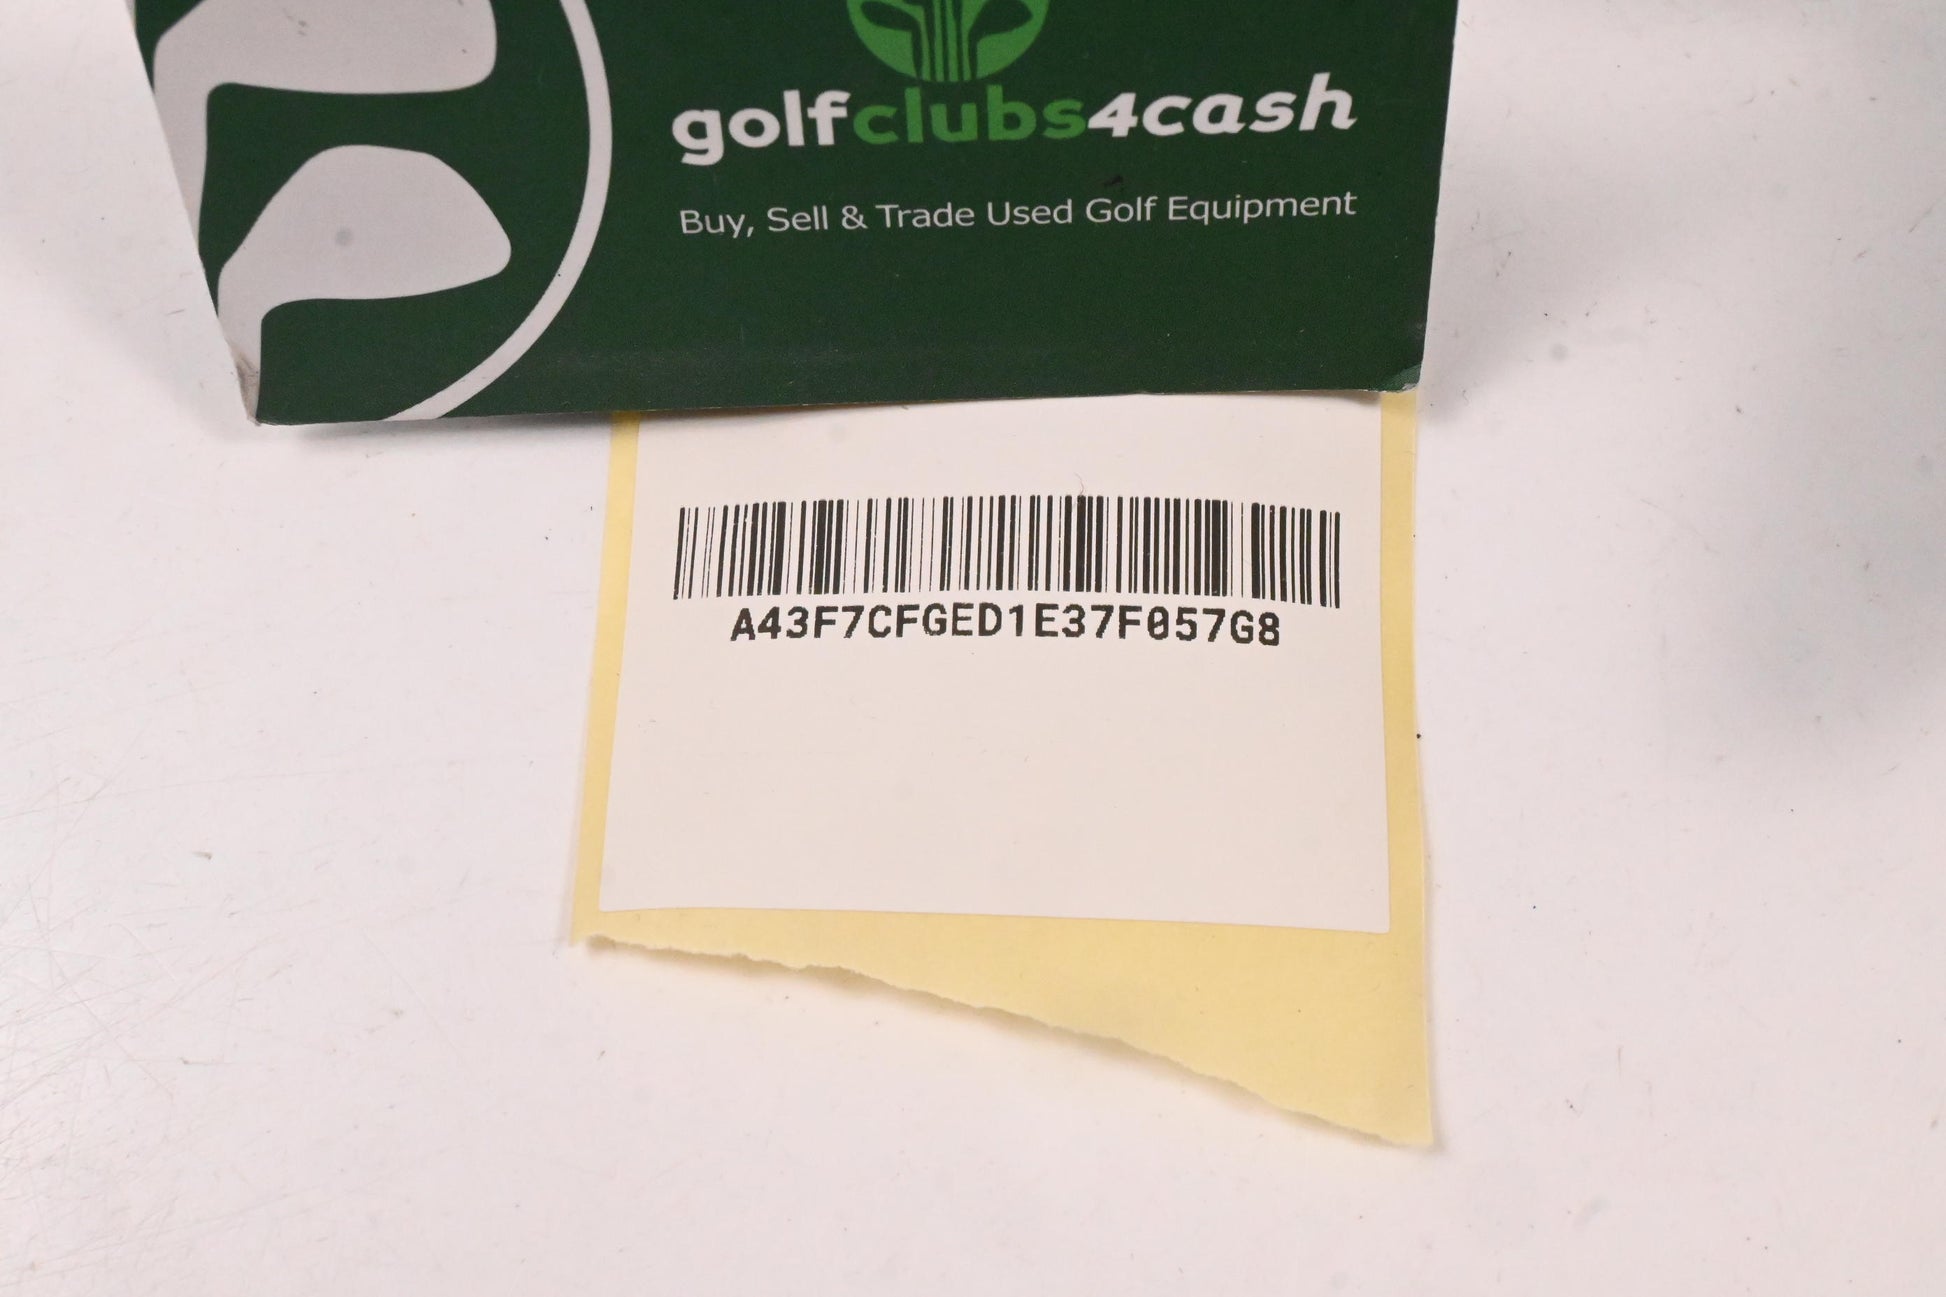 golfclubs4cash
Buy, Sell & Trade Used Golf Equipment
A43F7CFGED1E37F057G8